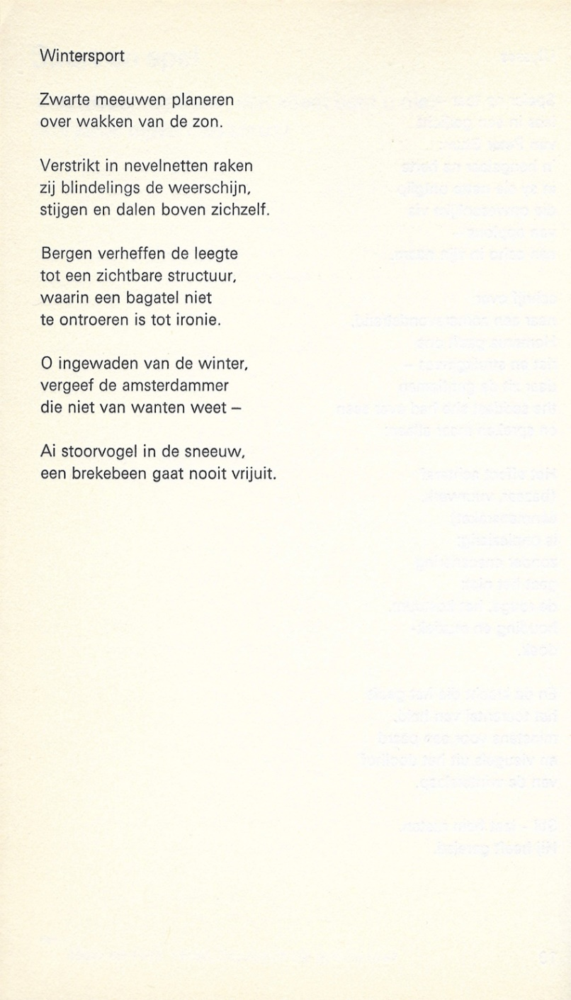 Wintersport

Zwarte meeuwen planeren
over wakken van de zon.

Verstrikt in nevelnetten raken
zij blindelings de weerschijn,
stijgen en dalen boven zichzelf.

Bergen verheffen de leegte
tot een zichtbare structuur,
waarin een bagatel niet
te ontroeren is tot ironie.

O ingewaden van de winter,
vergeef de amsterdammer
die niet van wanten weet –

Ai stoorvogel in de sneeuw,
een brekebeen gaat nooit vrijuit.